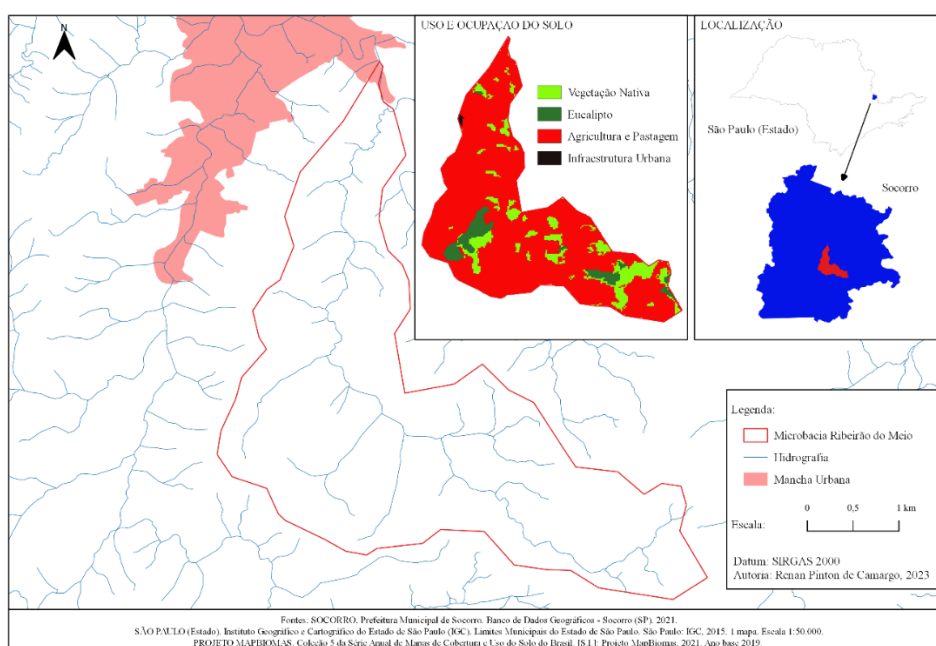 N
USO E OCUPAÇÃO DO SOLO
Vegetação Nativa
Eucalipto
Agricultura e Pastagem
Infraestrutura Urbana
LOCALIZAÇÃO
São Paulo (Estado)
Socorro
Legenda:
Microbacia Ribeirão do Meio
Hidrografia
Mancha Urbana
0 0,5 1 km
Escala:
Datum: SIRGAS 2000
Autoria: Renan Pinton de Camargo, 2023
Fontes: SOCORRO. Prefeitura Municipal de Socorro. Banco de Dados Geográficos - Socorro (SP). 2021.
SÃO PAULO (Estado). Instituto Geográfico e Cartográfico do Estado de São Paulo (IGC). Limites Municipais do Estado de São Paulo. São Paulo: IGC, 2015. 1 mapa. Escala 1:50.000.
PROJETO MAPBIOMAS. Coleção 5 da Série Anual de Mapas de Cobertura e Uso do Solo do Brasil. [S.I.]: Projeto MapBiomas, 2021. Ano base 2019.